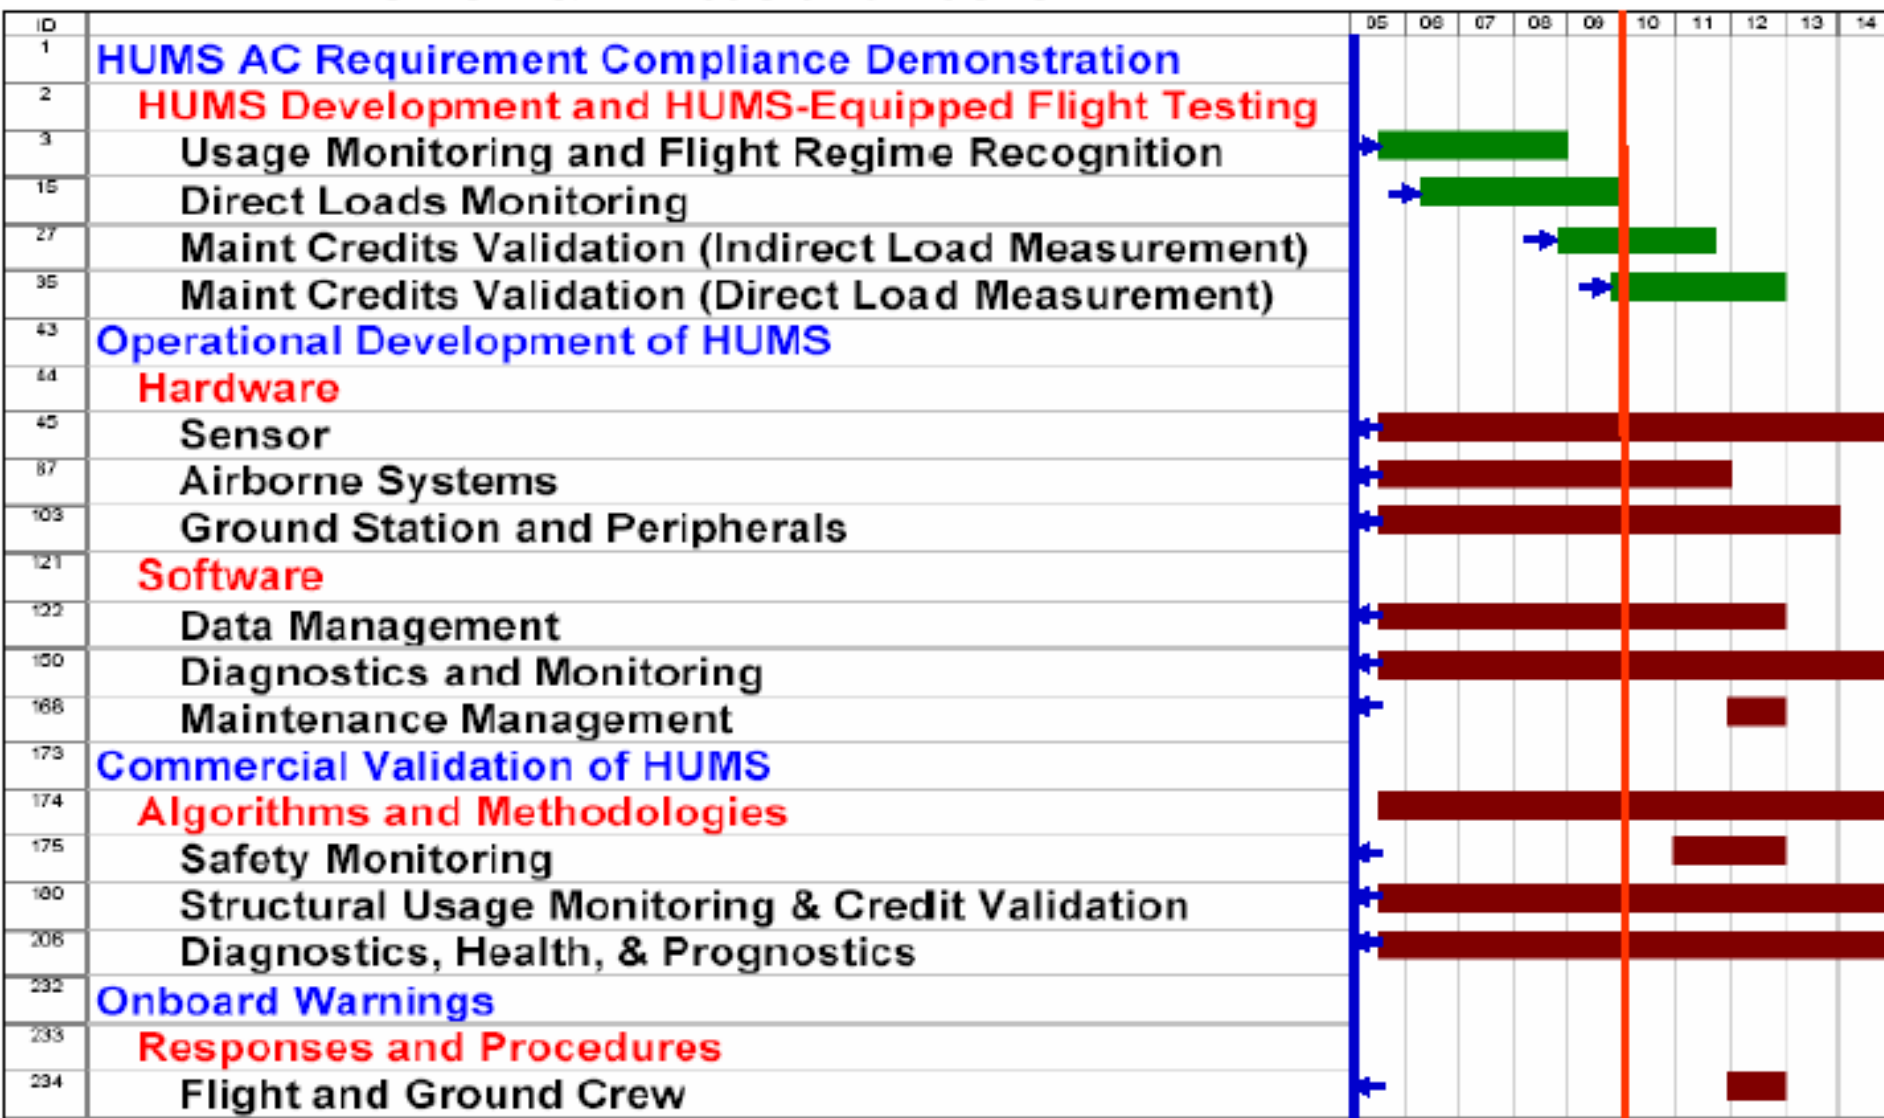 ID 05 06 07 08 09 10 11 12 13 14
1 HUMS AC Requirement Compliance Demonstration
2 HUMS Development and HUMS-Equipped Flight Testing
3 Usage Monitoring and Flight Regime Recognition
15 Direct Loads Monitoring
27 Maint Credits Validation (Indirect Load Measurement)
35 Maint Credits Validation (Direct Load Measurement)
43 Operational Development of HUMS
44 Hardware
45 Sensor
87 Airborne Systems
103 Ground Station and Peripherals
121 Software
122 Data Management
150 Diagnostics and Monitoring
168 Maintenance Management
173 Commercial Validation of HUMS
174 Algorithms and Methodologies
175 Safety Monitoring
180 Structural Usage Monitoring & Credit Validation
206 Diagnostics, Health, & Prognostics
232 Onboard Warnings
233 Responses and Procedures
234 Flight and Ground Crew